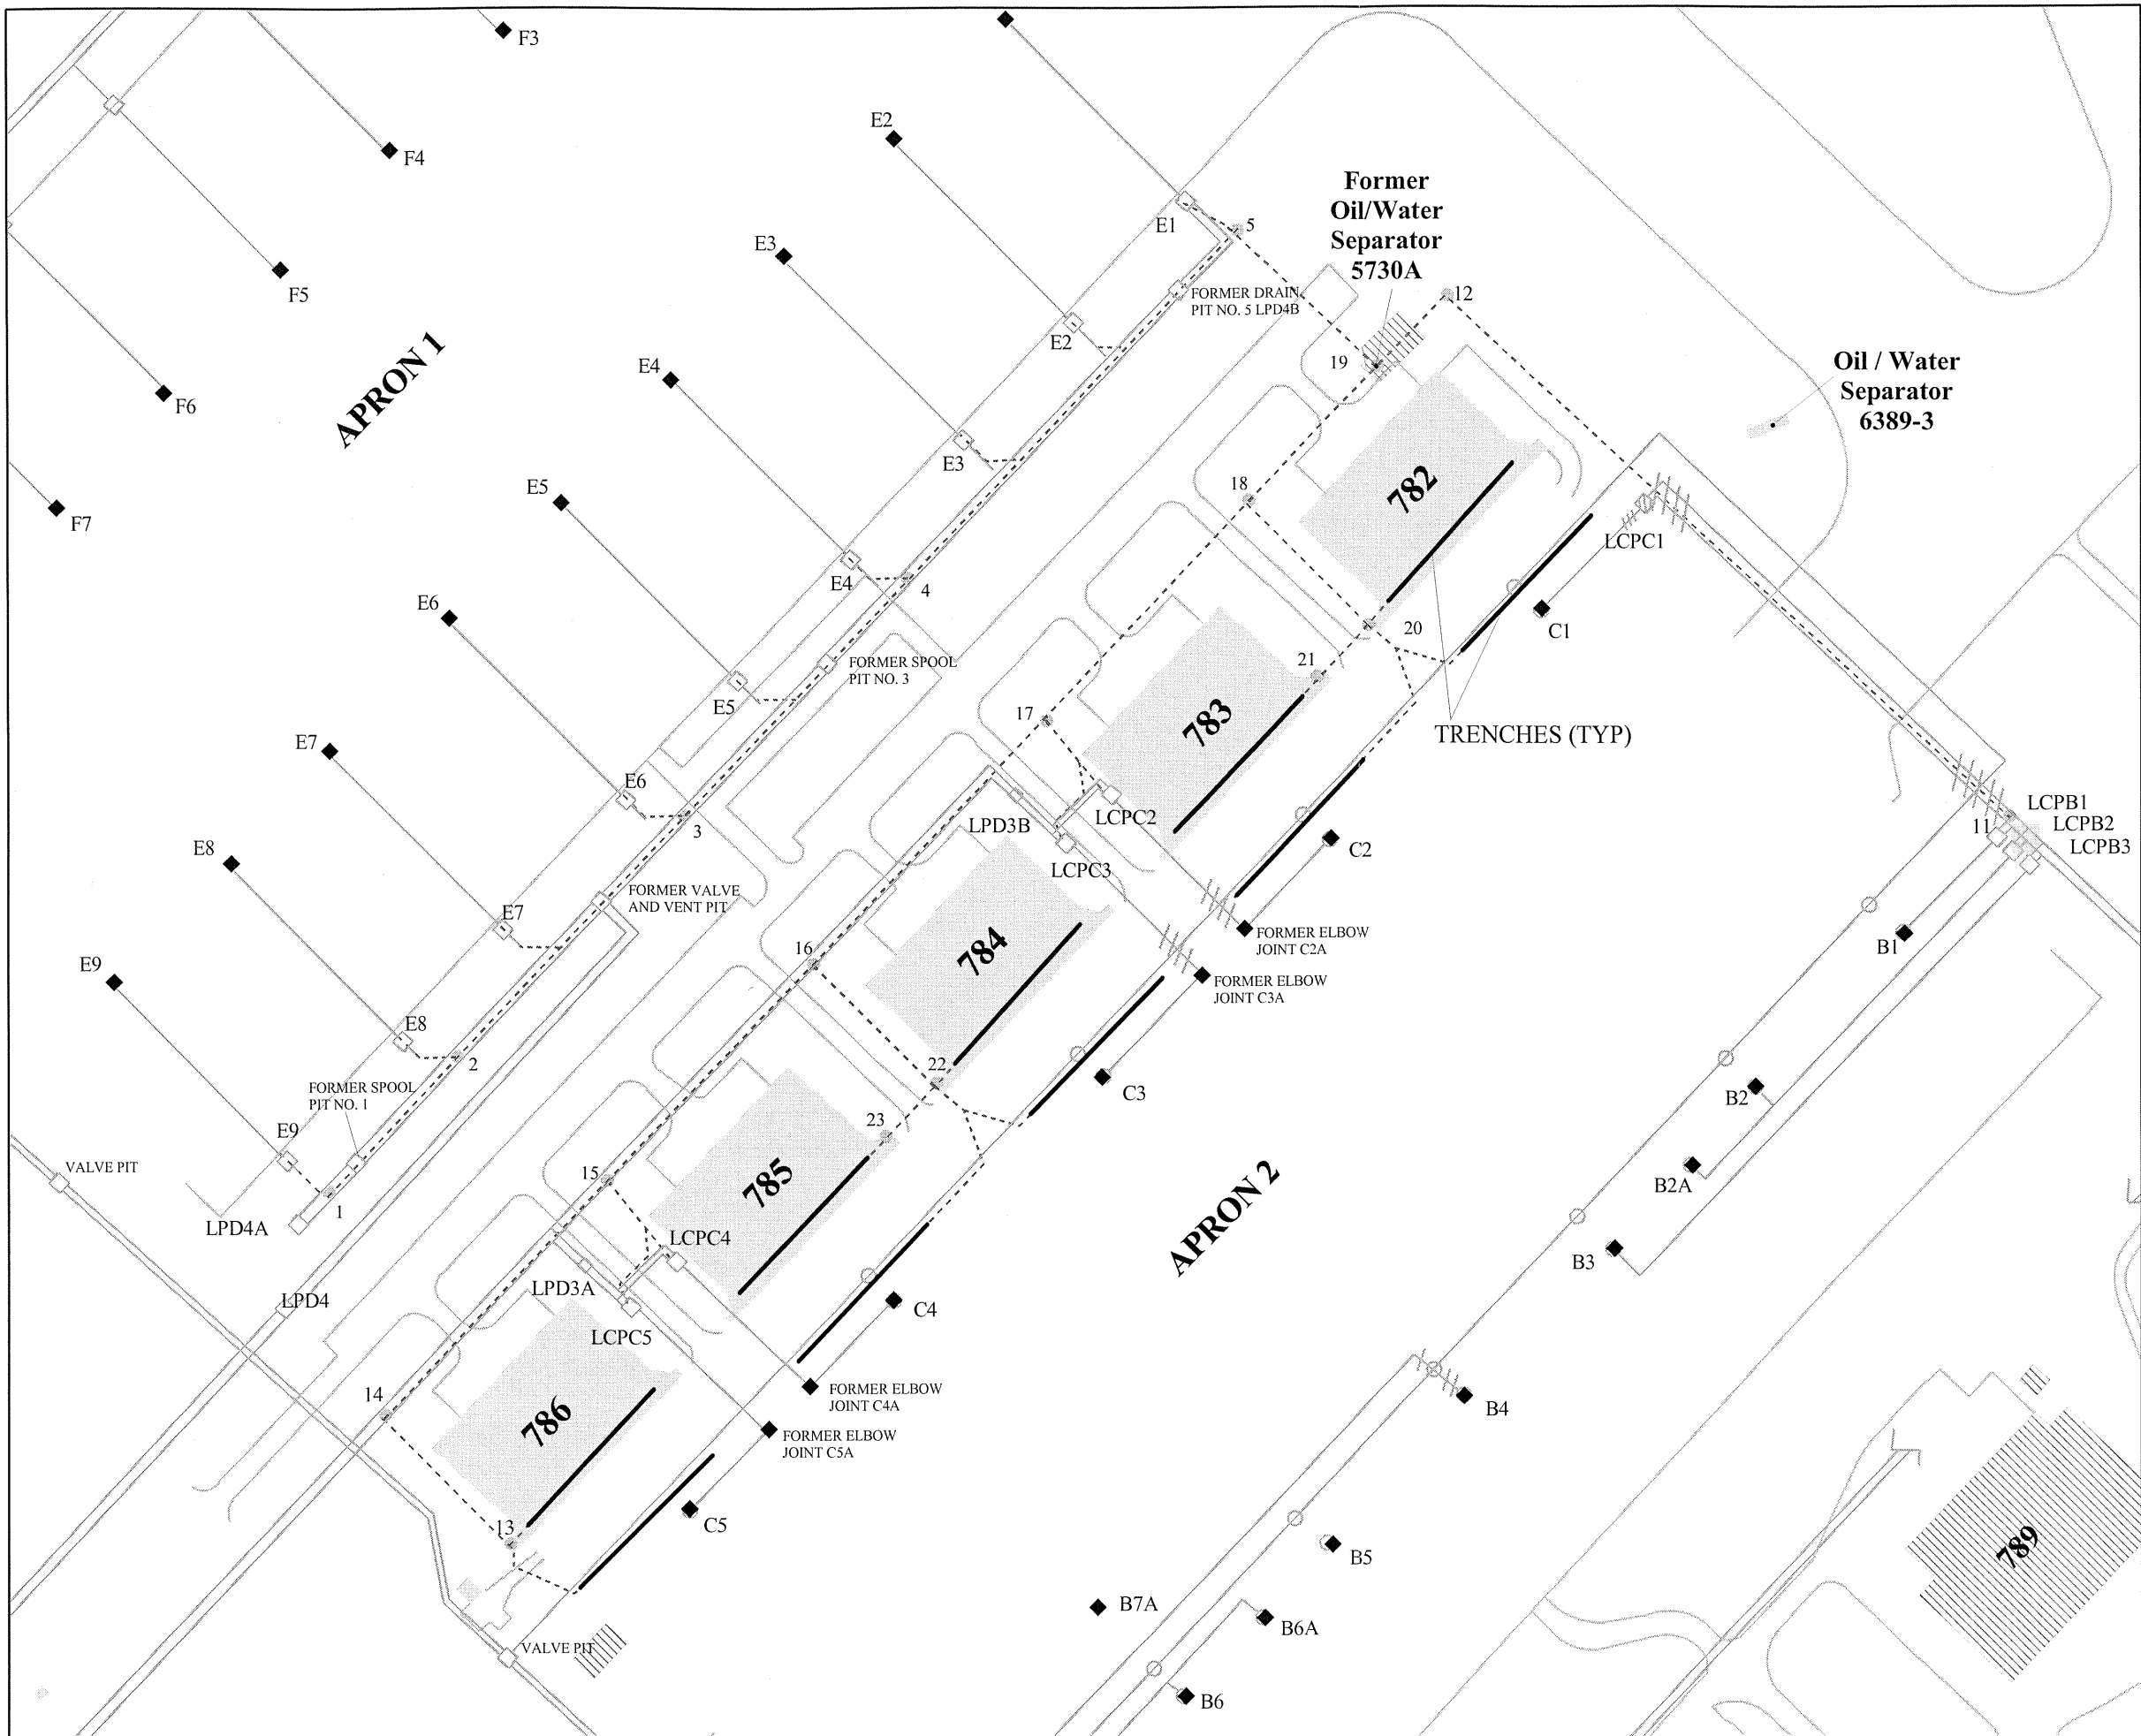 F3
F4
E2
Former
Oil/Water
Separator
5730A
E1
5
E3
F5
FORMER DRAIN
PIT NO. 5 LPD4B
12
E2
APRON 1
19
Oil / Water
Separator
6389-3
E4
F6
E3
18
782
E5
F7
LCPC1
E4
4
E6
C1
20
FORMER SPOOL
PIT NO. 3
21
E5
17
783
TRENCHES (TYP)
E7
E6
3
LPD3B
LCPC2
LCPB1
LCPB2
11
LCPB3
C2
E8
LCPC3
FORMER VALVE
AND VENT PIT
E7
FORMER ELBOW
JOINT C2A
B1
16
784
E9
FORMER ELBOW
JOINT C3A
E8
2
22
C3
B2
FORMER SPOOL
PIT NO. 1
23
E9
VALVE PIT
15
785
B2A
APRON 2
LPD4A
1
LCPC4
B3
LPD3A
LPD4
C4
LCPC5
14
FORMER ELBOW
JOINT C4A
B4
786
FORMER ELBOW
JOINT C5A
13
C5
B5
789
B7A
B6A
VALVE PIT
B6